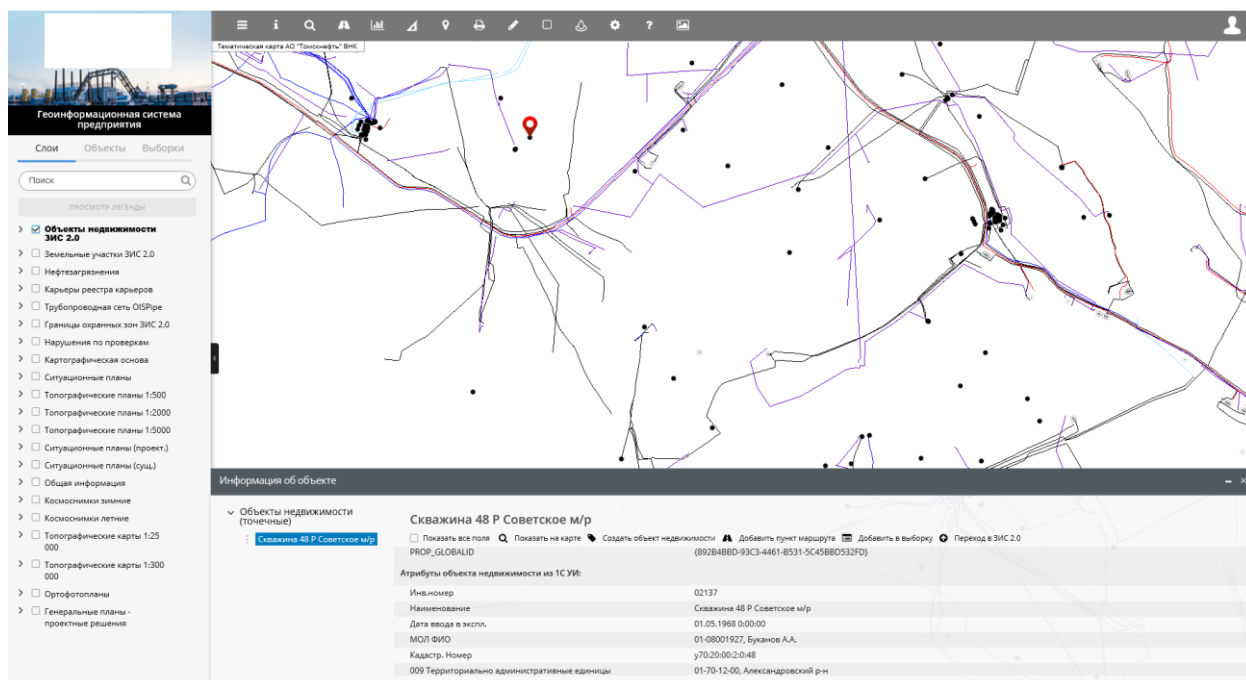 Тематическая карта АО "Томскнефть" ВНК
Геоинформационная система
предприятия
Слои Объекты Выборки
Поиск
ПРОСМОТР ЛЕГЕНДЫ
Объекты недвижимости
ЗИС 2.0
Земельные участки ЗИС 2.0
Нефтезагрязнения
Карьеры реестра карьеров
Трубопроводная сеть OISPipe
Границы охранных зон ЗИС 2.0
Нарушения по проверкам
Картографическая основа
Ситуационные планы
Топографические планы 1:500
Топографические планы 1:2000
Топографические планы 1:5000
Ситуационные планы (проект.)
Ситуационные планы (сущ.)
Общая информация
Космоснимки зимние
Космоснимки летние
Топографические карты 1:25
000
Топографические карты 1:300
000
Ортофотопланы
Генеральные планы -
проектные решения
Информация об объекте
Объекты недвижимости
(точечные)
Скважина 48 Р Советское м/р
Скважина 48 Р Советское м/р
Показать все поля Показать на карте Создать объект недвижимости Добавить пункт маршрута Добавить в выборку Переход в ЗИС 2.0
PROP_GLOBALID {892B4BBD-93C3-4461-B531-5C45BBD532FD}
Атрибуты объекта недвижимости из 1С УИ:
Инв.номер 02137
Наименование Скважина 48 Р Советское м/р
Дата ввода в экспл. 01.05.1968 0:00:00
МОЛ ФИО 01-08001927, Буканов А.А.
Кадастр. Номер у70:20:00:2:0:48
009 Территориально административные единицы 01-70-12-00, Александровский р-н